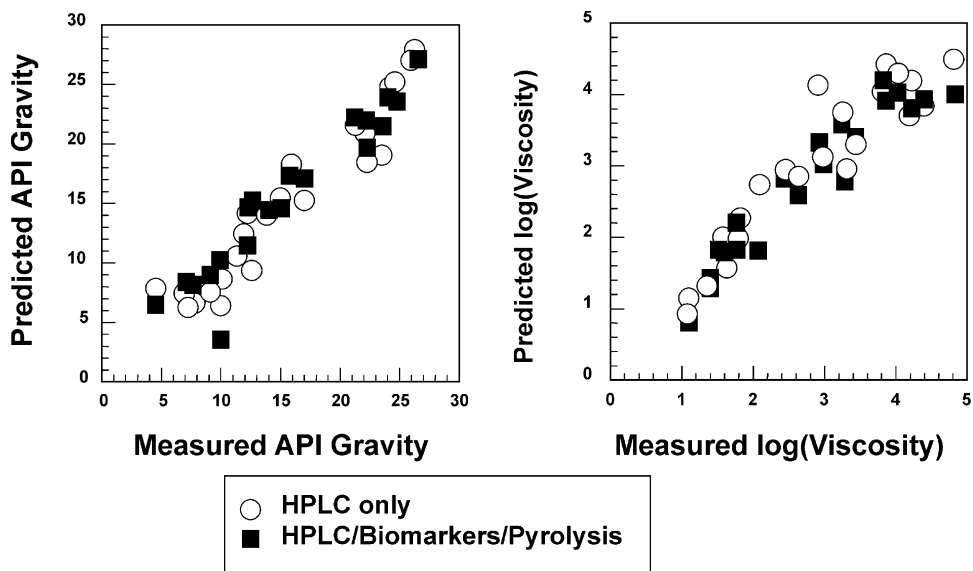 Predicted API Gravity
30
25
20
15
10
5
0
0 5 10 15 20 25 30
Measured API Gravity
Predicted log(Viscosity)
5
4
3
2
1
0
0 1 2 3 4 5
Measured log(Viscosity)
HPLC only
HPLC/Biomarkers/Pyrolysis